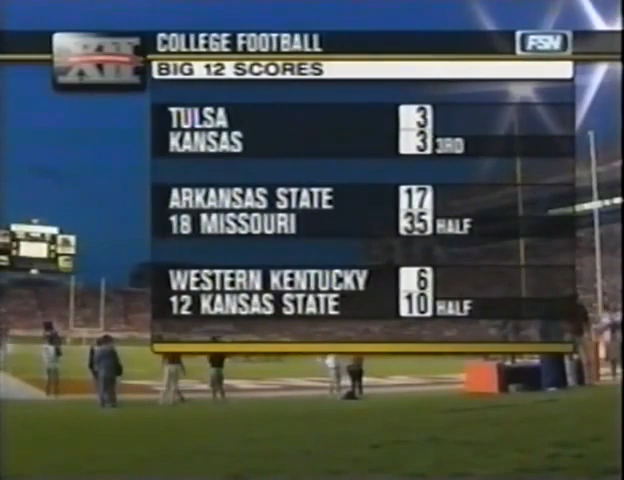 XII
COLLEGE FOOTBALL
FSN
BIG 12 SCORES
TULSA 3
KANSAS 3 3RD
ARKANSAS STATE 17
18 MISSOURI 35 HALF
WESTERN KENTUCKY 6
12 KANSAS STATE 10 HALF